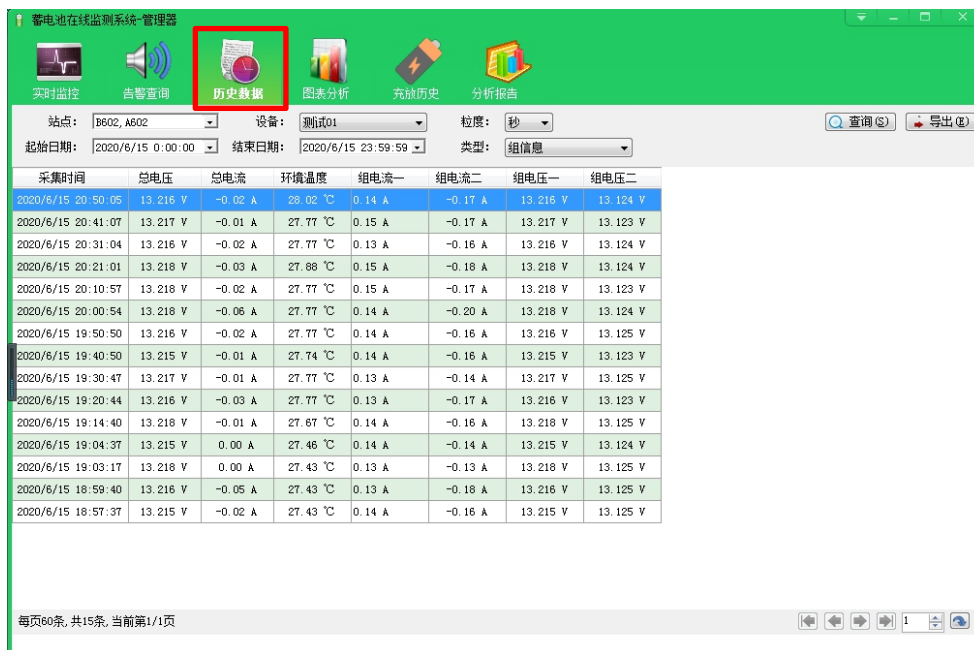 蓄电池在线监测系统-管理器
实时监控 告警查询 历史数据 图表分析 充放历史 分析报告
站点: B602, A602 设备: 测试01 粒度: 秒 查询(S) 导出(E)
起始日期: 2020/6/15 0:00:00 结束日期: 2020/6/15 23:59:59 类型: 组信息
采集时间 总电压 总电流 环境温度 组电流一 组电流二 组电压一 组电压二
2020/6/15 20:50:05 13.216 V -0.02 A 28.02 ℃ 0.14 A -0.17 A 13.216 V 13.124 V
2020/6/15 20:41:07 13.217 V -0.01 A 27.77 ℃ 0.15 A -0.17 A 13.217 V 13.123 V
2020/6/15 20:31:04 13.216 V -0.02 A 27.77 ℃ 0.13 A -0.16 A 13.216 V 13.124 V
2020/6/15 20:21:01 13.218 V -0.03 A 27.88 ℃ 0.15 A -0.18 A 13.218 V 13.124 V
2020/6/15 20:10:57 13.218 V -0.02 A 27.77 ℃ 0.15 A -0.17 A 13.218 V 13.123 V
2020/6/15 20:00:54 13.218 V -0.06 A 27.77 ℃ 0.14 A -0.20 A 13.218 V 13.124 V
2020/6/15 19:50:50 13.216 V -0.02 A 27.77 ℃ 0.14 A -0.16 A 13.216 V 13.125 V
2020/6/15 19:40:50 13.215 V -0.01 A 27.74 ℃ 0.14 A -0.16 A 13.215 V 13.123 V
2020/6/15 19:30:47 13.217 V -0.01 A 27.77 ℃ 0.13 A -0.14 A 13.217 V 13.125 V
2020/6/15 19:20:44 13.216 V -0.03 A 27.77 ℃ 0.13 A -0.17 A 13.216 V 13.123 V
2020/6/15 19:14:40 13.218 V -0.01 A 27.67 ℃ 0.14 A -0.16 A 13.218 V 13.125 V
2020/6/15 19:04:37 13.215 V 0.00 A 27.46 ℃ 0.14 A -0.14 A 13.215 V 13.124 V
2020/6/15 19:03:17 13.218 V 0.00 A 27.43 ℃ 0.13 A -0.13 A 13.218 V 13.125 V
2020/6/15 18:59:40 13.216 V -0.05 A 27.43 ℃ 0.13 A -0.18 A 13.216 V 13.125 V
2020/6/15 18:57:37 13.215 V -0.02 A 27.43 ℃ 0.14 A -0.16 A 13.215 V 13.125 V
每页60条,共15条,当前第1/1页 1